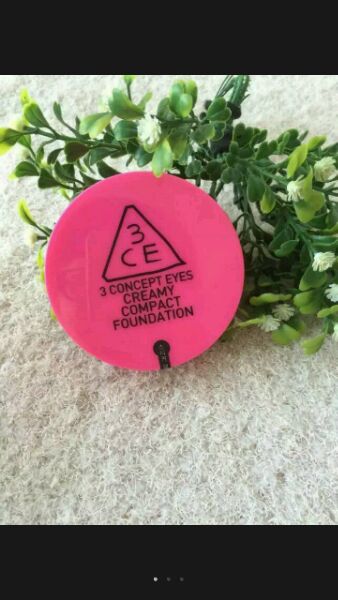 3
CE
3 CONCEPT EYES
CREAMY
COMPACT
FOUNDATION